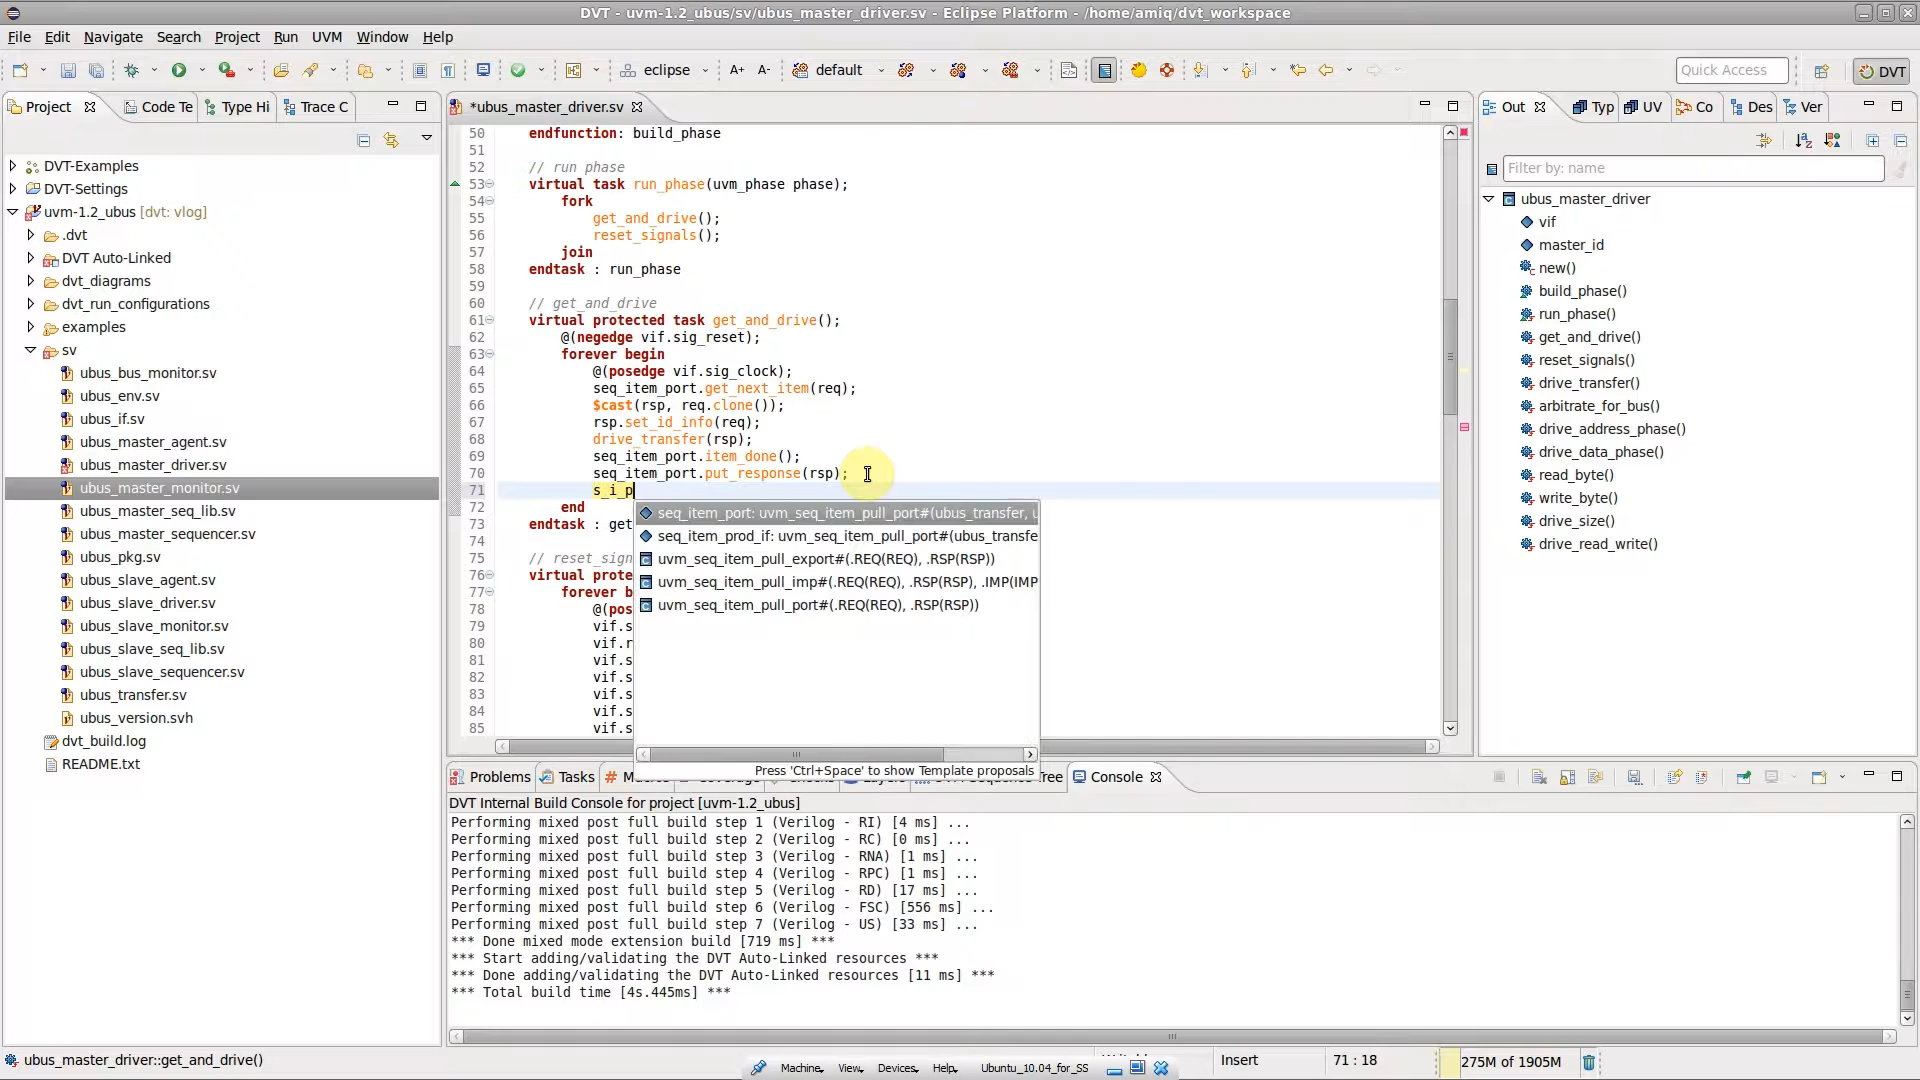 DVT - uvm-1.2_ubus/sv/ubus_master_driver.sv - Eclipse Platform - /home/amiq/dvt_workspace
File Edit Navigate Search Project Run UVM Window Help
eclipse A+ A- default Quick Access DVT
Project Code Te Type Hi Trace C
DVT-Examples
DVT-Settings
uvm-1.2_ubus [dvt: vlog]
.dvt
DVT Auto-Linked
dvt_diagrams
dvt_run_configurations
examples
sv
ubus_bus_monitor.sv
ubus_env.sv
ubus_if.sv
ubus_master_agent.sv
ubus_master_driver.sv
ubus_master_monitor.sv
ubus_master_seq_lib.sv
ubus_master_sequencer.sv
ubus_pkg.sv
ubus_slave_agent.sv
ubus_slave_driver.sv
ubus_slave_monitor.sv
ubus_slave_seq_lib.sv
ubus_slave_sequencer.sv
ubus_transfer.sv
ubus_version.svh
dvt_build.log
README.txt
*ubus_master_driver.sv
50 endfunction: build_phase
51
52 // run phase
53 virtual task run_phase(uvm_phase phase);
54 fork
55 get_and_drive();
56 reset_signals();
57 join
58 endtask : run_phase
59
60 // get_and_drive
61 virtual protected task get_and_drive();
62 @(negedge vif.sig_reset);
63 forever begin
64 @(posedge vif.sig_clock);
65 seq_item_port.get_next_item(req);
66 $cast(rsp, req.clone());
67 rsp.set_id_info(req);
68 drive_transfer(rsp);
69 seq_item_port.item_done();
70 seq_item_port.put_response(rsp);
71 s_i_p
72 end
73 endtask : get
74
75 // reset_sign
76 virtual prote
77 forever b
78 @(pos
79 vif.s
80 vif.r
81 vif.s
82 vif.s
83 vif.s
84 vif.s
85 vif.s
seq_item_port: uvm_seq_item_pull_port#(ubus_transfer, u
seq_item_prod_if: uvm_seq_item_pull_port#(ubus_transfe
uvm_seq_item_pull_export#(.REQ(REQ), .RSP(RSP))
uvm_seq_item_pull_imp#(.REQ(REQ), .RSP(RSP), .IMP(IMP
uvm_seq_item_pull_port#(.REQ(REQ), .RSP(RSP))
Press 'Ctrl+Space' to show Template proposals
Out Typ UV Co Des Ver
Filter by: name
ubus_master_driver
vif
master_id
new()
build_phase()
run_phase()
get_and_drive()
reset_signals()
drive_transfer()
arbitrate_for_bus()
drive_address_phase()
drive_data_phase()
read_byte()
write_byte()
drive_size()
drive_read_write()
Problems Tasks Tree Console
DVT Internal Build Console for project [uvm-1.2_ubus]
Performing mixed post full build step 1 (Verilog - RI) [4 ms] ...
Performing mixed post full build step 2 (Verilog - RC) [0 ms] ...
Performing mixed post full build step 3 (Verilog - RNA) [1 ms] ...
Performing mixed post full build step 4 (Verilog - RPC) [1 ms] ...
Performing mixed post full build step 5 (Verilog - RD) [17 ms] ...
Performing mixed post full build step 6 (Verilog - FSC) [556 ms] ...
Performing mixed post full build step 7 (Verilog - US) [33 ms] ...
*** Done mixed mode extension build [719 ms] ***
*** Start adding/validating the DVT Auto-Linked resources ***
*** Done adding/validating the DVT Auto-Linked resources [11 ms] ***
*** Total build time [4s.445ms] ***
ubus_master_driver::get_and_drive() Insert 71 : 18 275M of 1905M
Machine View Devices Help Ubuntu_10.04_for_SS